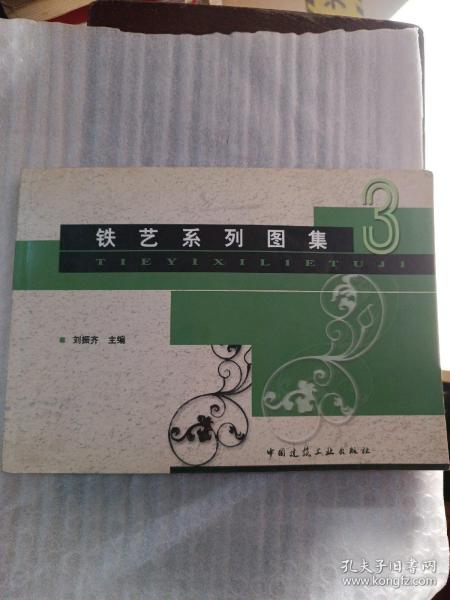 铁艺系列图集
3
TIEYIXILIETUJI
刘振齐 主编
中国建筑工业出版社
孔夫子旧书网
www.kongfz.com